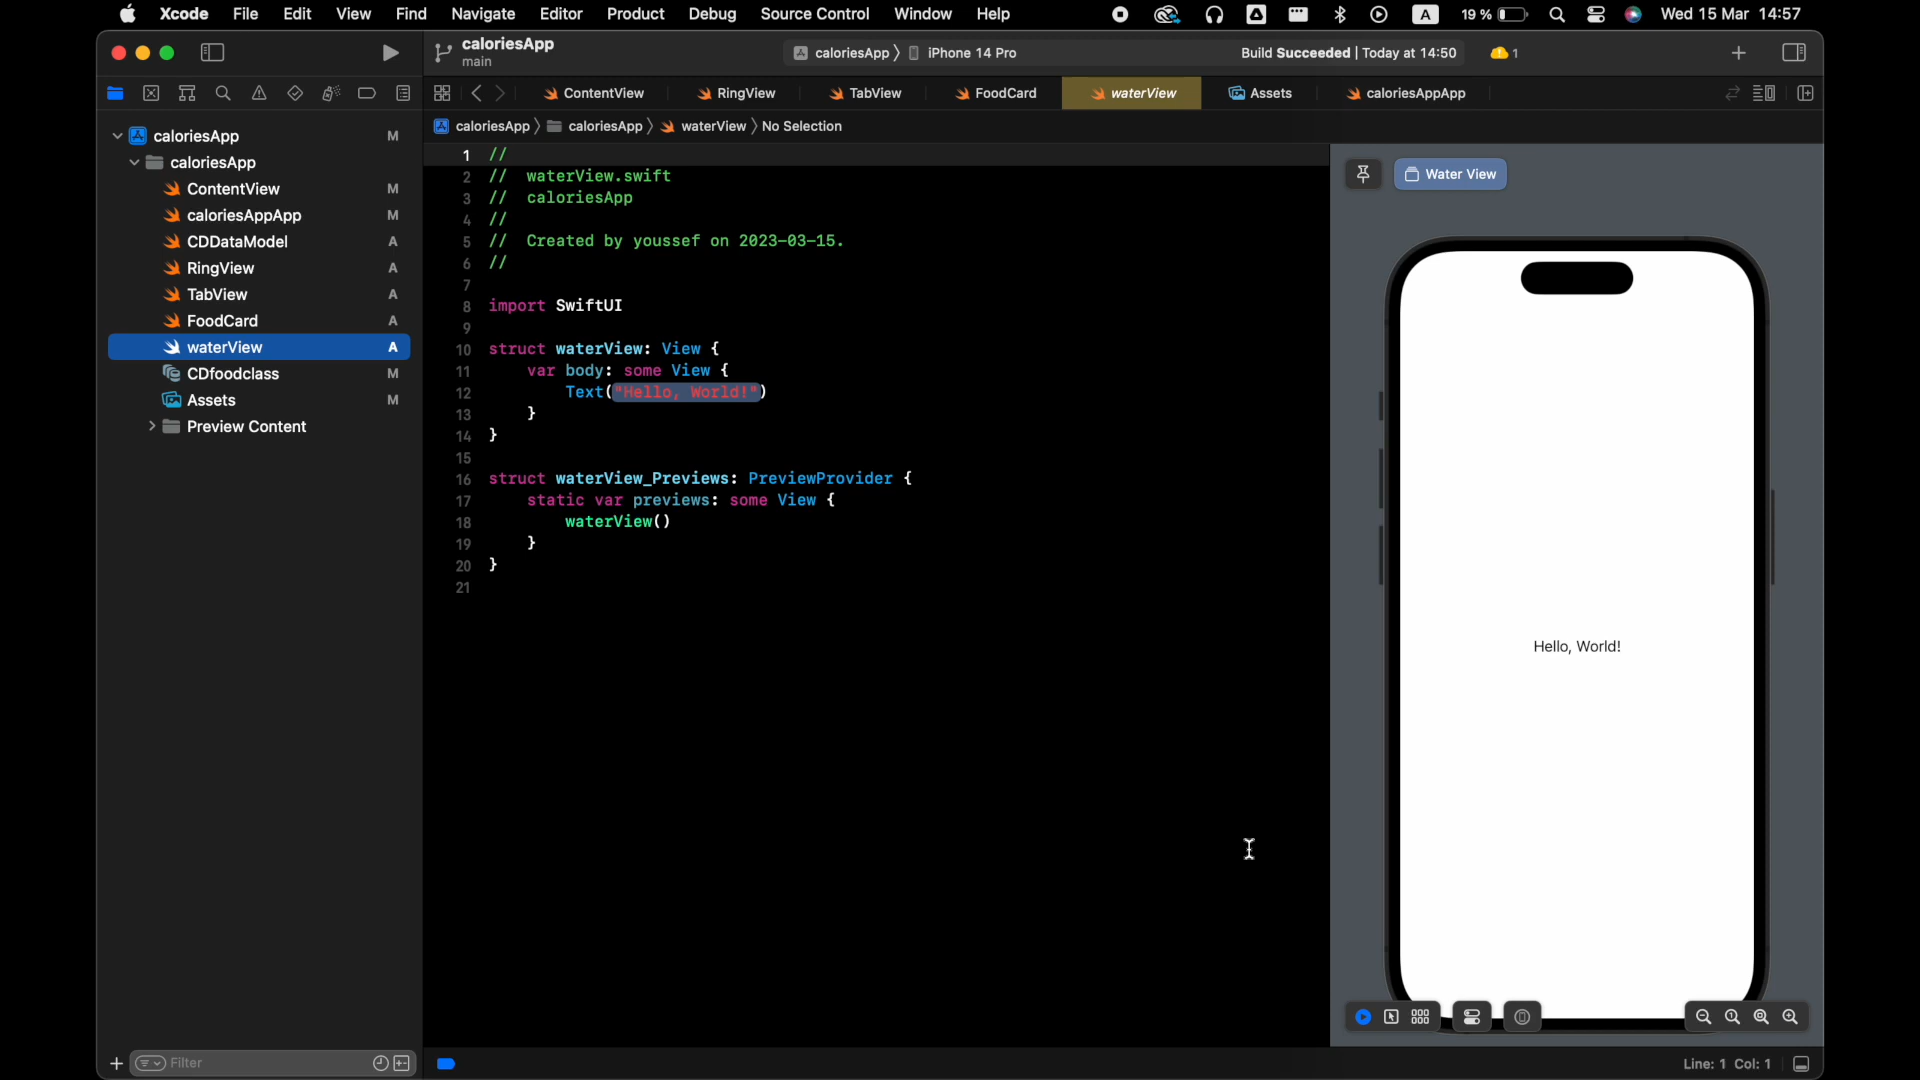 Xcode File Edit View Find Navigate Editor Product Debug Source Control Window Help A 19 % Wed 15 Mar 14:57
caloriesApp
main
caloriesApp 〉 iPhone 14 Pro
Build Succeeded | Today at 14:50
1
ContentView RingView TabView FoodCard waterView Assets caloriesAppApp
caloriesApp 〉 caloriesApp 〉 waterView 〉 No Selection
caloriesApp M
caloriesApp
ContentView M
caloriesAppApp M
CDDataModel A
RingView A
TabView A
FoodCard A
waterView A
CDfoodclass M
Assets M
Preview Content
Filter
1 //
2 // waterView.swift
3 // caloriesApp
4 //
5 // Created by youssef on 2023-03-15.
6 //
7
8 import SwiftUI
9
10 struct waterView: View {
11 var body: some View {
12 Text("Hello, World!")
13 }
14 }
15
16 struct waterView_Previews: PreviewProvider {
17 static var previews: some View {
18 waterView()
19 }
20 }
21
Water View
Hello, World!
Line: 1 Col: 1